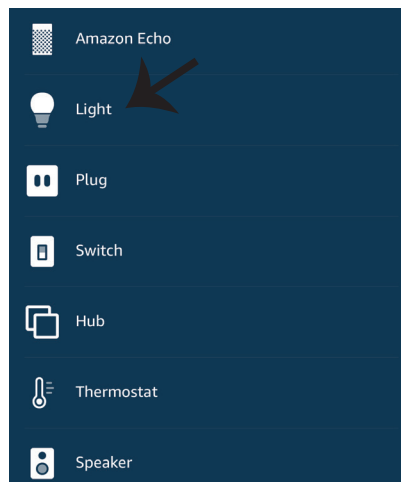 Amazon Echo
Light
Plug
Switch
Hub
Thermostat
Speaker